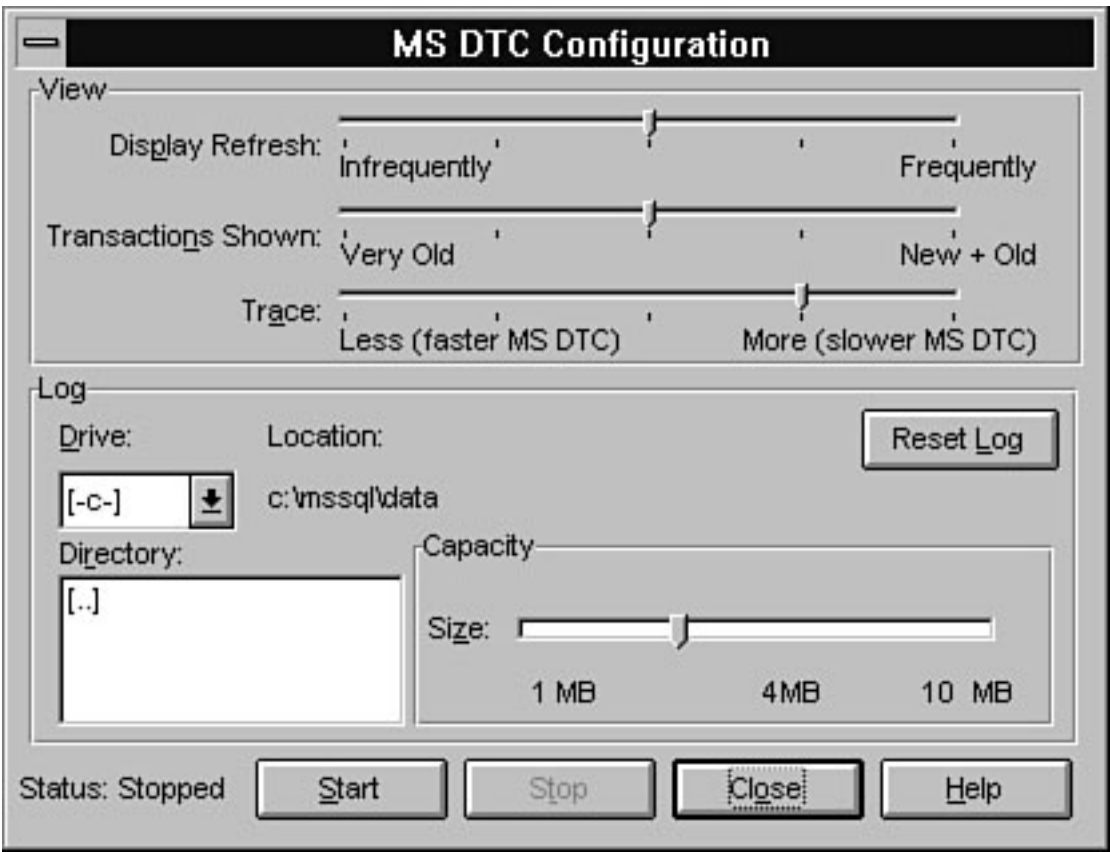 MS DTC Configuration
View
Display Refresh:
Infrequently Frequently
Transactions Shown:
Very Old New + Old
Trace:
Less (faster MS DTC) More (slower MS DTC)
Log
Drive: Location:
Reset Log
[-c-] c:\mssql\data
Directory:
[..]
Capacity
Size:
1 MB 4MB 10 MB
Status: Stopped Start Stop Close Help